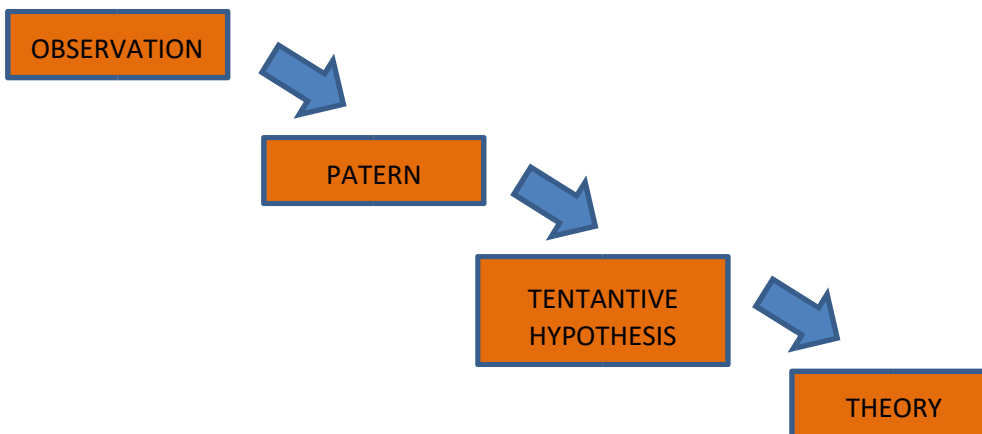 OBSERVATION
PATERN
TENTANTIVE
HYPOTHESIS
THEORY